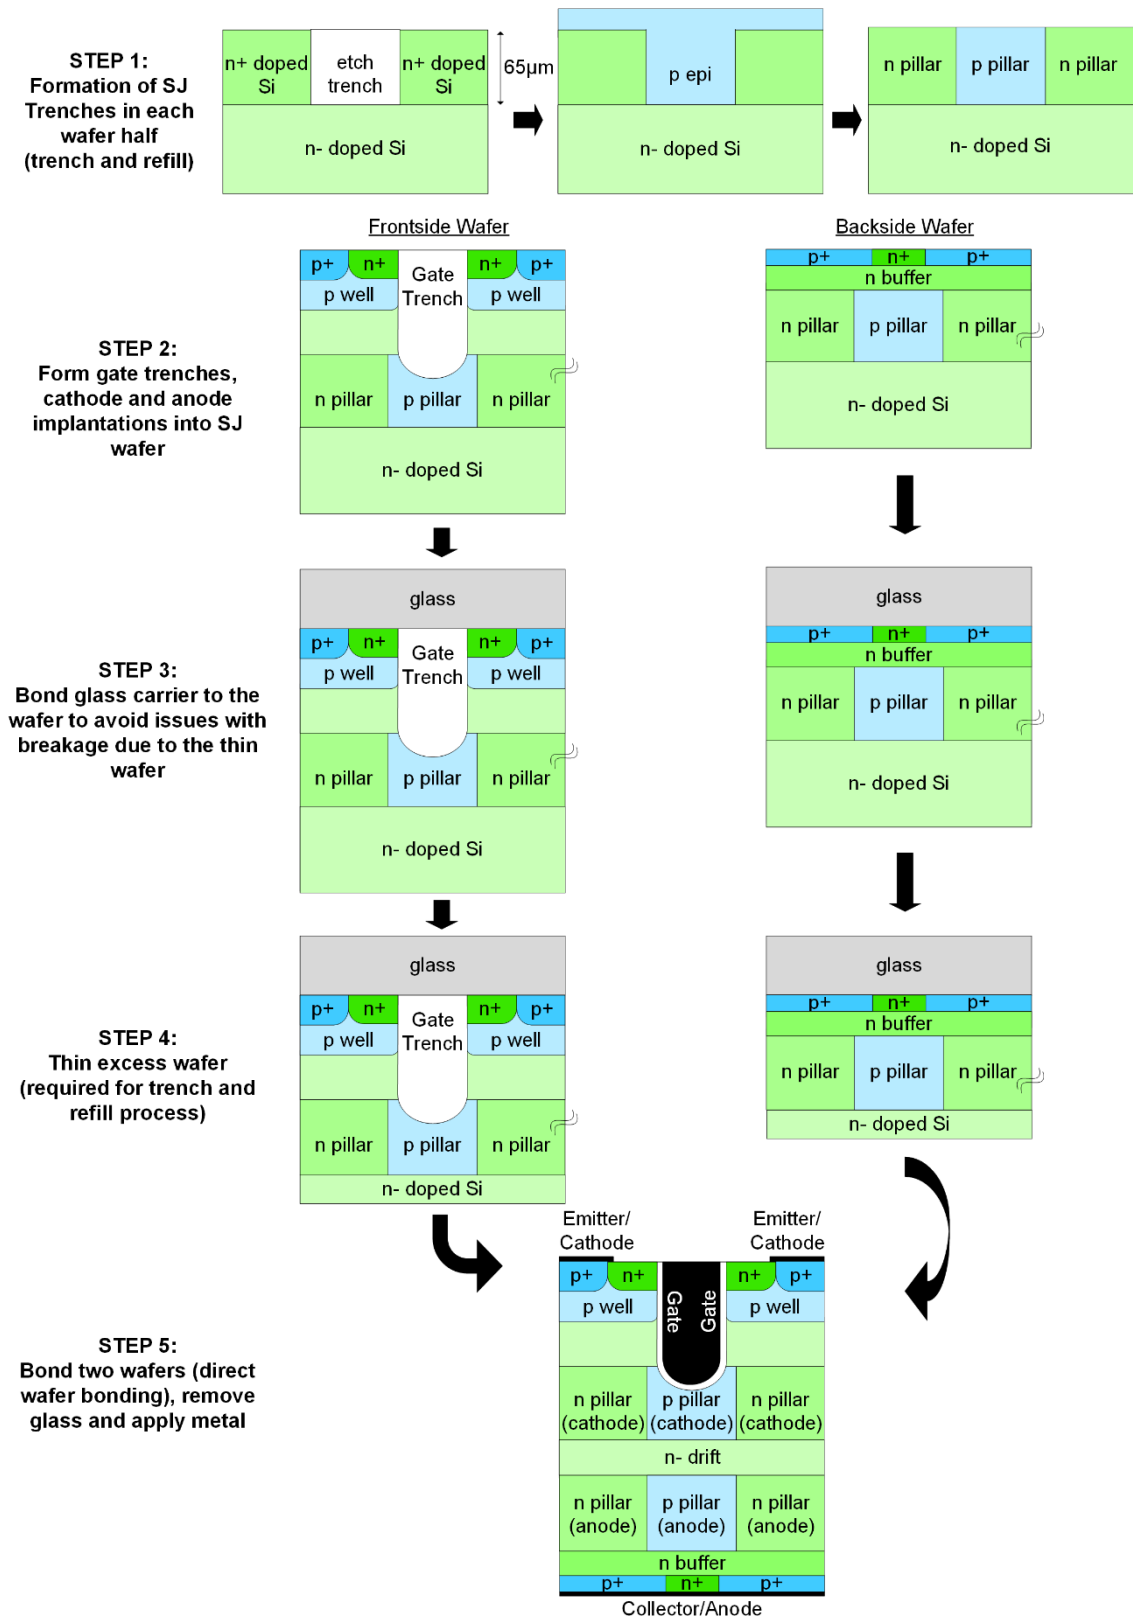 STEP 1:
Formation of SJ
Trenches in each
wafer half
(trench and refill)
n+ doped
Si
etch
trench
n+ doped
Si
65μm
n- doped Si
p epi
n- doped Si
n pillar
p pillar
n pillar
n- doped Si
Frontside Wafer
Backside Wafer
STEP 2:
Form gate trenches,
cathode and anode
implantations into SJ
wafer
p+
n+
Gate
Trench
n+
p+
p well
p well
n pillar
p pillar
n pillar
n- doped Si
p+
n+
p+
n buffer
n pillar
p pillar
n pillar
n- doped Si
STEP 3:
Bond glass carrier to the
wafer to avoid issues with
breakage due to the thin
wafer
glass
p+
n+
Gate
Trench
n+
p+
p well
p well
n pillar
p pillar
n pillar
n- doped Si
glass
p+
n+
p+
n buffer
n pillar
p pillar
n pillar
n- doped Si
STEP 4:
Thin excess wafer
(required for trench and
refill process)
glass
p+
n+
Gate
Trench
n+
p+
p well
p well
n pillar
p pillar
n pillar
n- doped Si
glass
p+
n+
p+
n buffer
n pillar
p pillar
n pillar
n- doped Si
STEP 5:
Bond two wafers (direct
wafer bonding), remove
glass and apply metal
Emitter/
Cathode
Emitter/
Cathode
p+
n+
Gate
Gate
n+
p+
p well
p well
n pillar
(cathode)
p pillar
(cathode)
n pillar
(cathode)
n- drift
n pillar
(anode)
p pillar
(anode)
n pillar
(anode)
n buffer
p+
n+
p+
Collector/Anode